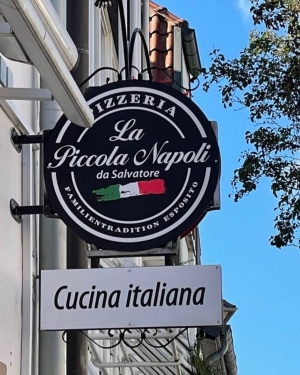 PIZZERIA
La
Piccola Napoli
da Salvatore
FAMILIENTRADITION ESPOSITO
Cucina italiana